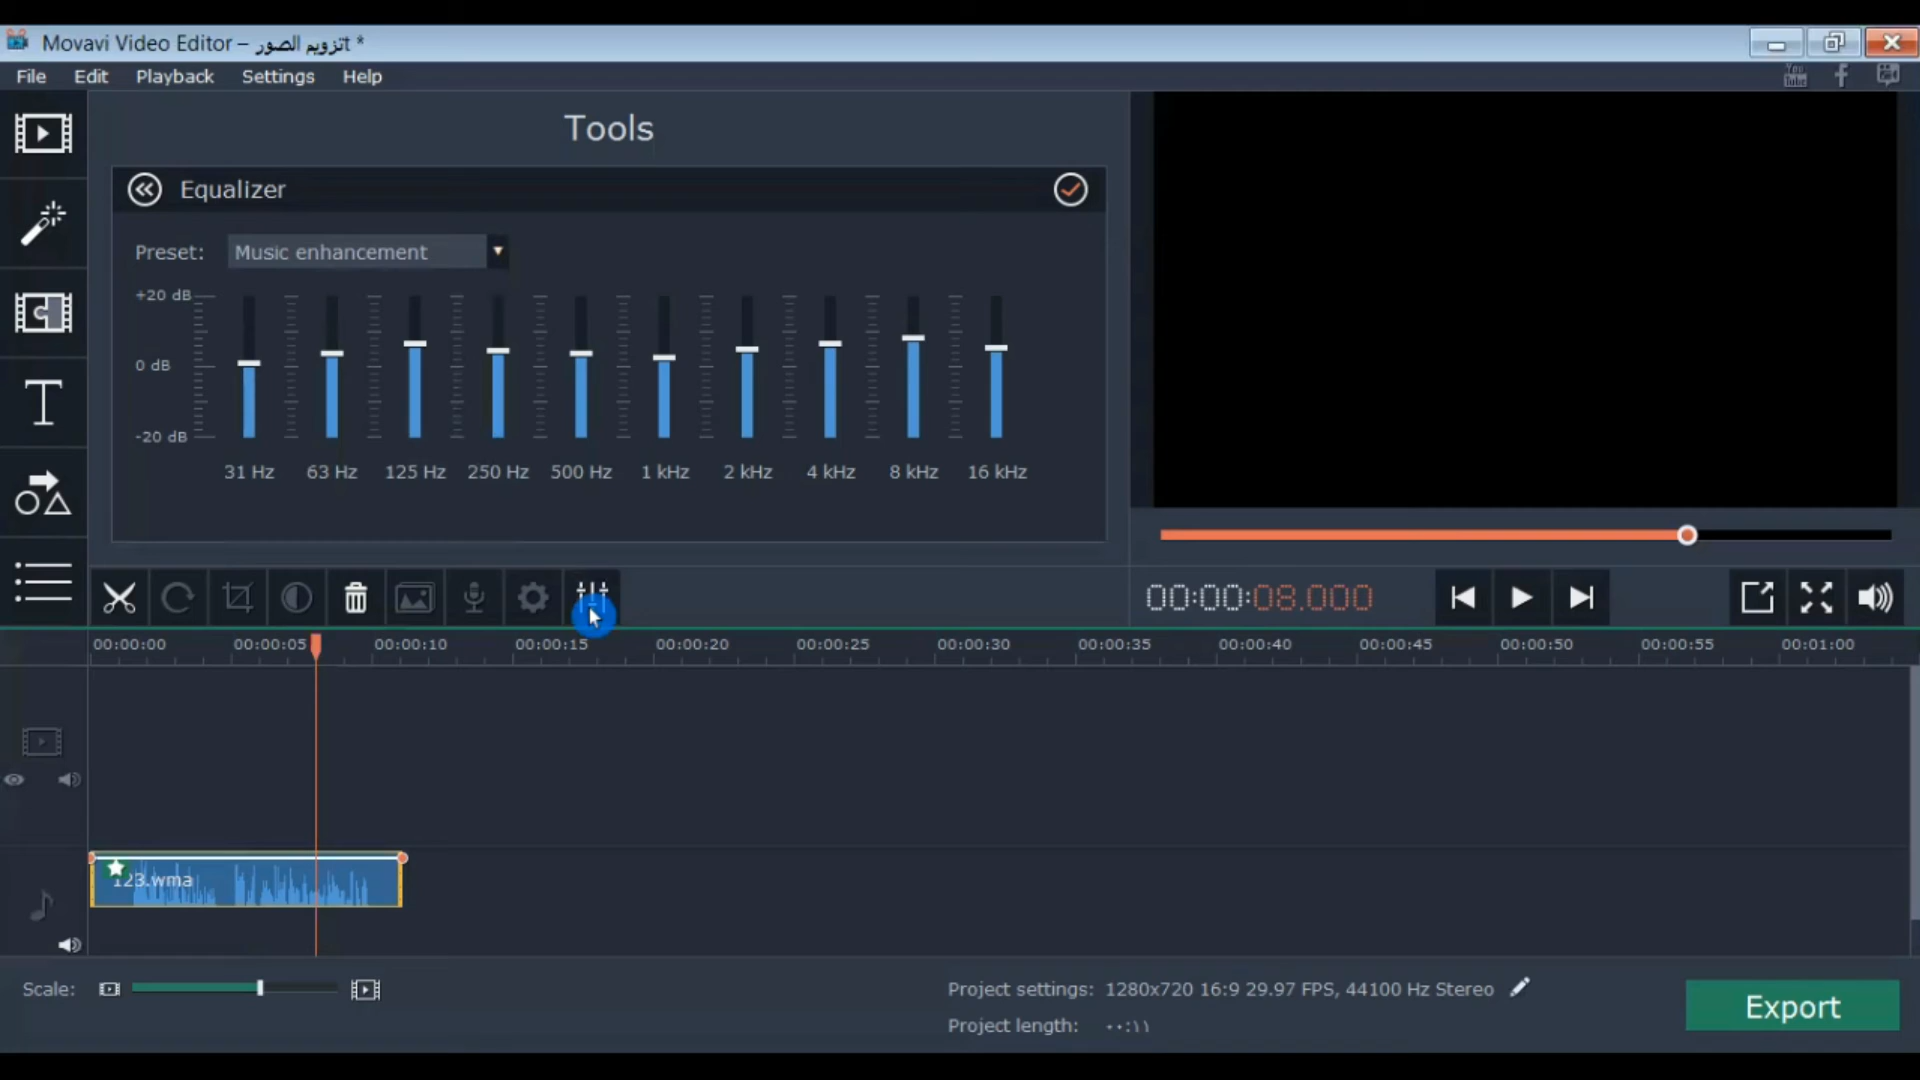 Movavi Video Editor – تزويم الصورt *
File Edit Playback Settings Help
You Tube
Tools
Equalizer
Preset: Music enhancement
+20 dB
0 dB
-20 dB
31 Hz 63 Hz 125 Hz 250 Hz 500 Hz 1 kHz 2 kHz 4 kHz 8 kHz 16 kHz
00:00:08.000
00:00:00 00:00:05 00:00:10 00:00:15 00:00:20 00:00:25 00:00:30 00:00:35 00:00:40 00:00:45 00:00:50 00:00:55 00:01:00
123.wma
Scale:
Project settings: 1280x720 16:9 29.97 FPS, 44100 Hz Stereo
Project length: ٠٠:١١
Export